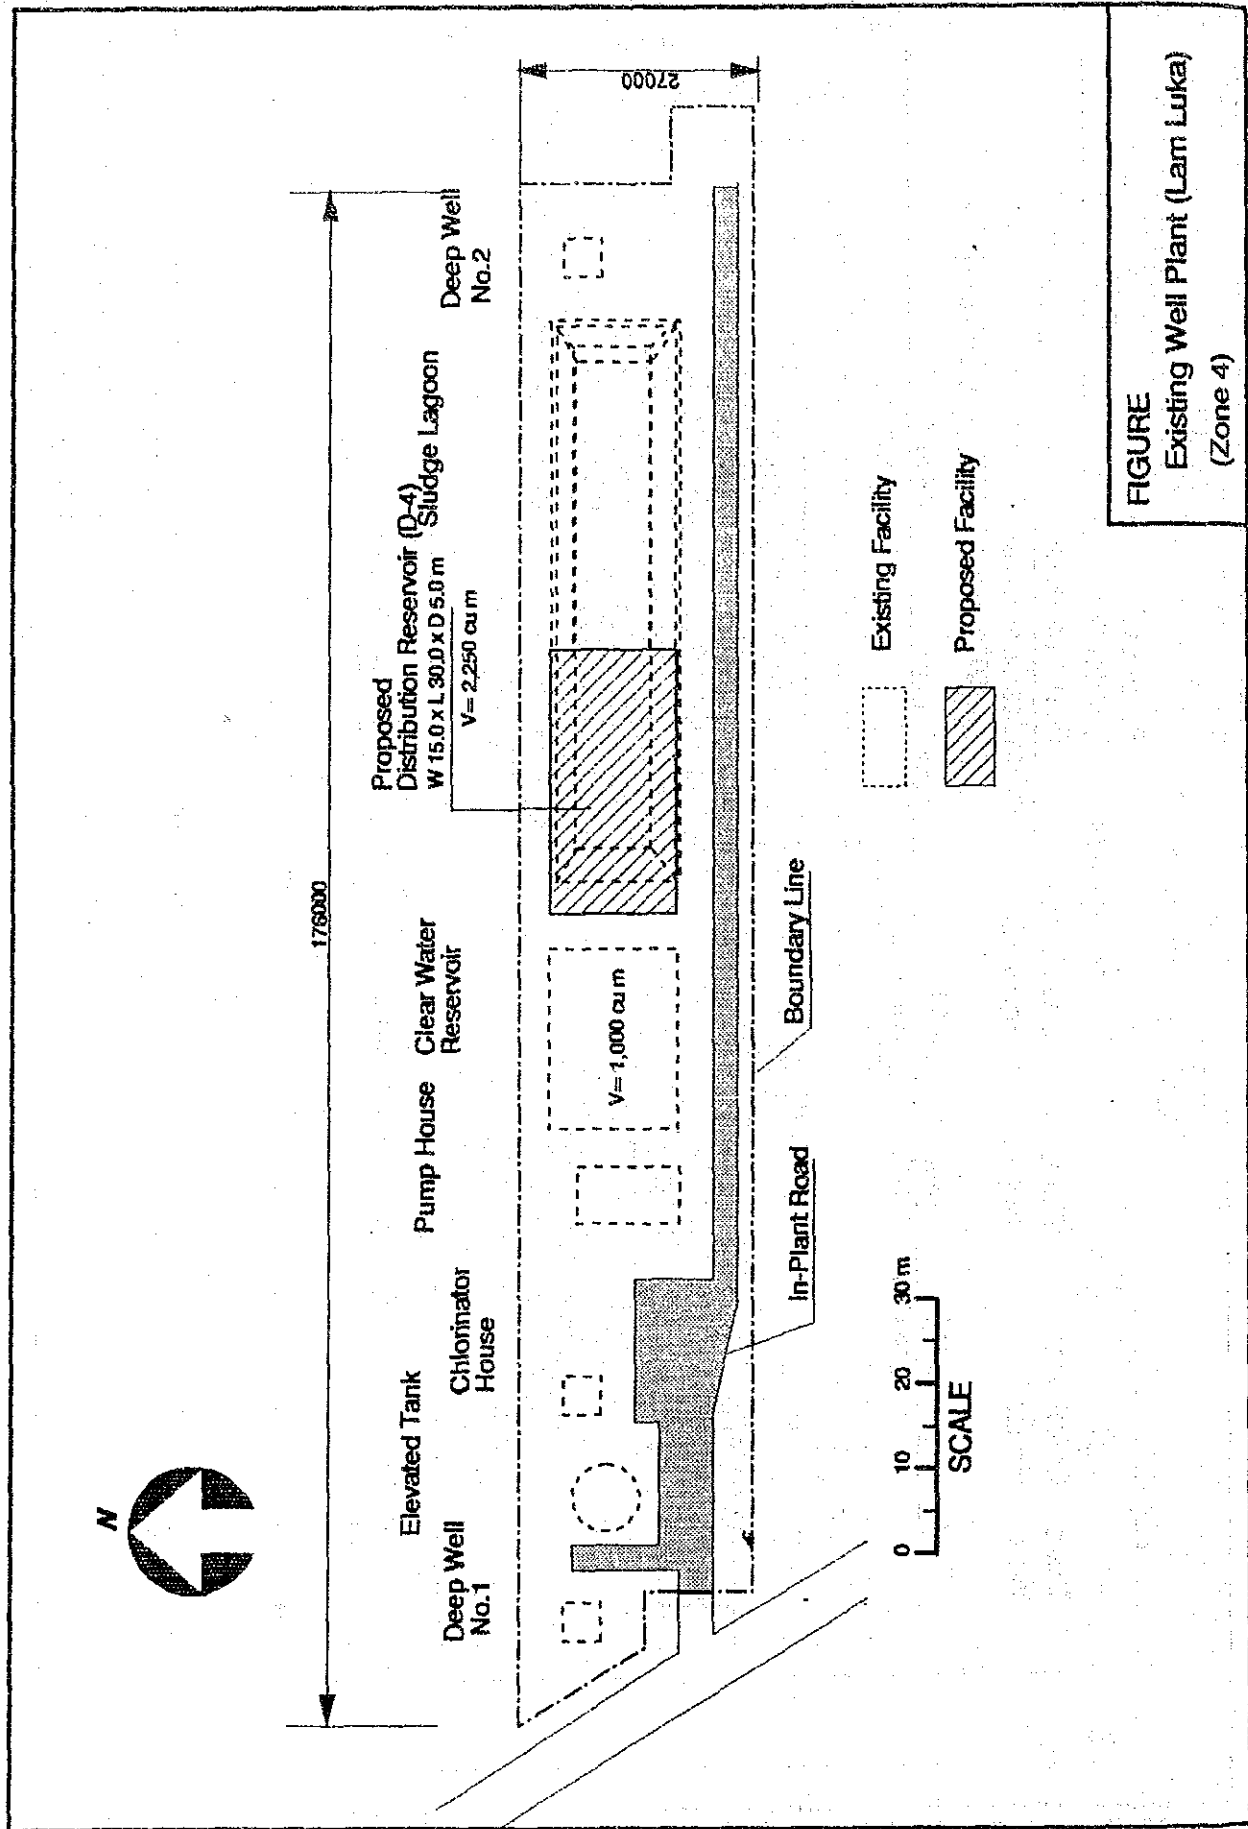 N
176000
27000
Deep Well
No.1
Elevated Tank
Chlorinator
House
Pump House
Clear Water
Reservoir
Proposed
Distribution Reservoir (D-4)
W 15.0 x L 30.0 x D 5.0 m
V= 2,250 cu m
Sludge Lagoon
Deep Well
No.2
V= 1,000 cu m
In-Plant Road
Boundary Line
Existing Facility
Proposed Facility
0 10 20 30 m
SCALE
FIGURE
Existing Well Plant (Lam Luka)
(Zone 4)